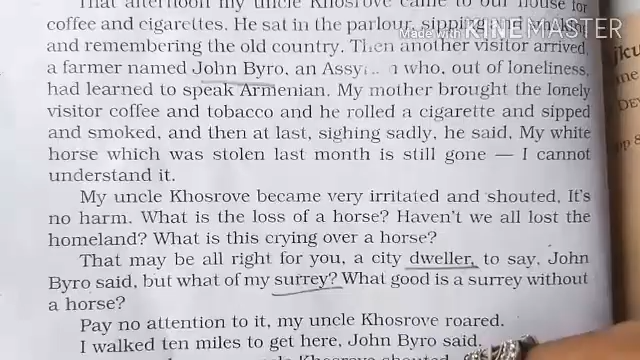 That afternoon my uncle Khosrove came to our house for
coffee and cigarettes. He sat in the parlour, sipping and
and remembering the old country. Then another visitor arrived,
a farmer named John Byro, an who, out of loneliness,
had learned to speak Armenian. My mother brought the lonely
visitor coffee and tobacco and he rolled a cigarette and sipped
and smoked, and then at last, sighing sadly, he said, My white
horse which was stolen last month is still gone — I cannot
understand it.
My uncle Khosrove became very irritated and shouted, It's
no harm. What is the loss of a horse? Haven't we all lost the
homeland? What is this crying over a horse?
That may be all right for you, a city dweller, to say, John
Byro said, but what of my surrey? What good is a surrey without
a horse?
Pay no attention to it, my uncle Khosrove roared.
I walked ten miles to get here, John Byro said.
uncle Khosrove shouted.
Made with KINEMASTER